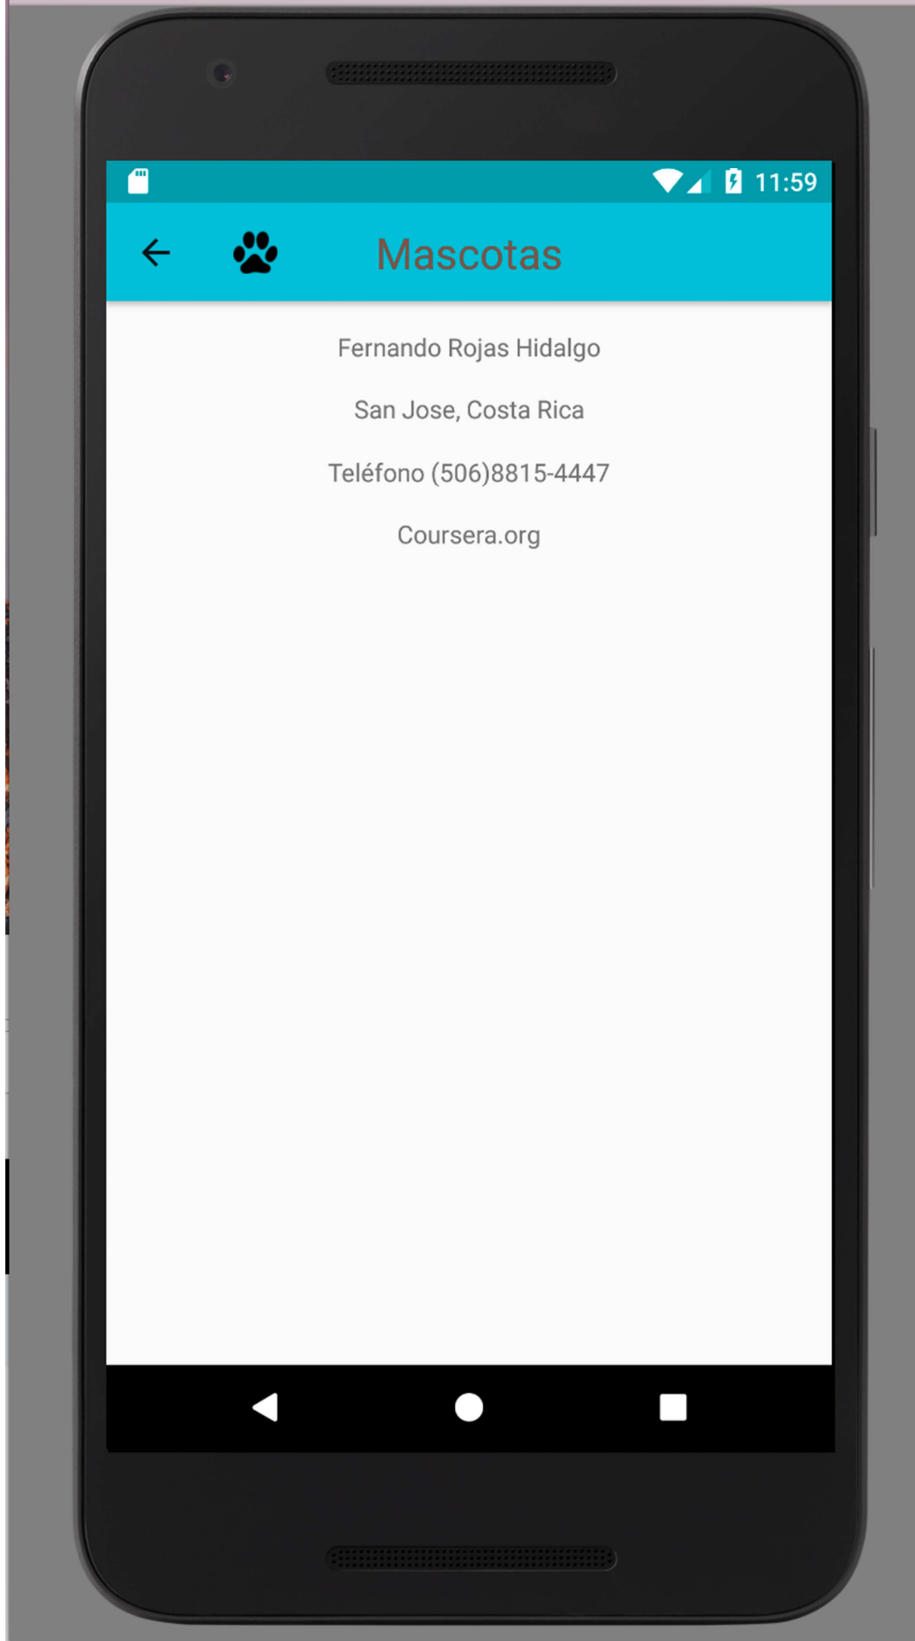 11:59
Mascotas
Fernando Rojas Hidalgo
San Jose, Costa Rica
Teléfono (506)8815-4447
Coursera.org